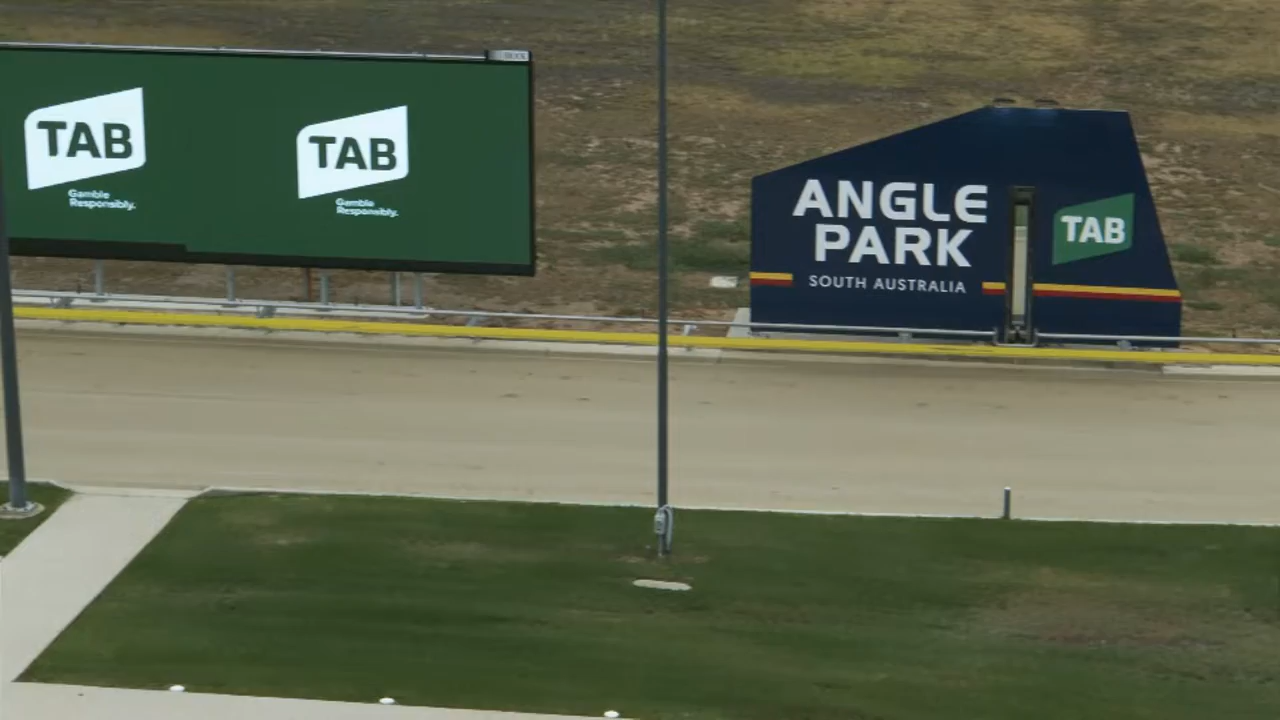 TAB
Gamble
Responsibly.
TAB
Gamble
Responsibly.
ANGLE
PARK
SOUTH AUSTRALIA
TAB